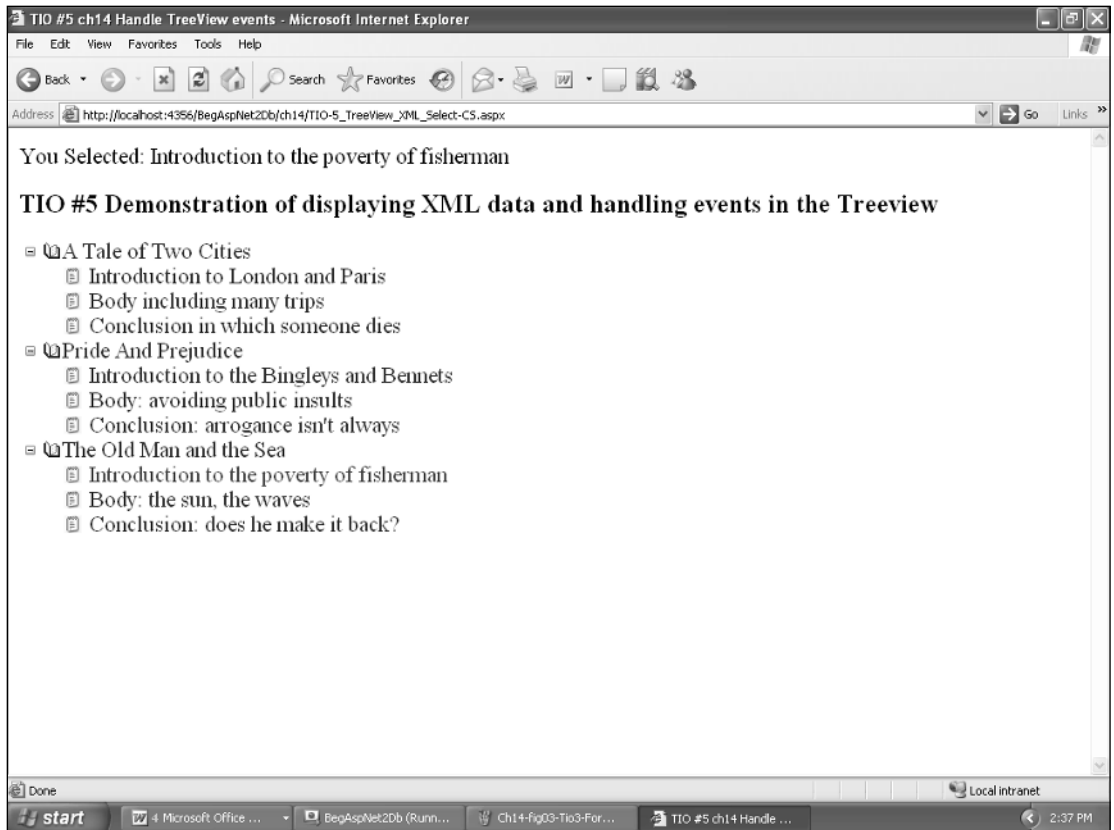 TIO #5 ch14 Handle TreeView events - Microsoft Internet Explorer
File Edit View Favorites Tools Help
Back Search Favorites
Address http://localhost:4356/BegAspNet2Db/ch14/TIO-5_TreeView_XML_Select-CS.aspx Go Links »
You Selected: Introduction to the poverty of fisherman
TIO #5 Demonstration of displaying XML data and handling events in the Treeview
A Tale of Two Cities
Introduction to London and Paris
Body including many trips
Conclusion in which someone dies
Pride And Prejudice
Introduction to the Bingleys and Bennets
Body: avoiding public insults
Conclusion: arrogance isn't always
The Old Man and the Sea
Introduction to the poverty of fisherman
Body: the sun, the waves
Conclusion: does he make it back?
Done Local intranet
start 4 Microsoft Office ... BegAspNet2Db (Runn... Ch14-fig03-Tio3-For... TIO #5 ch14 Handle ... 2:37 PM